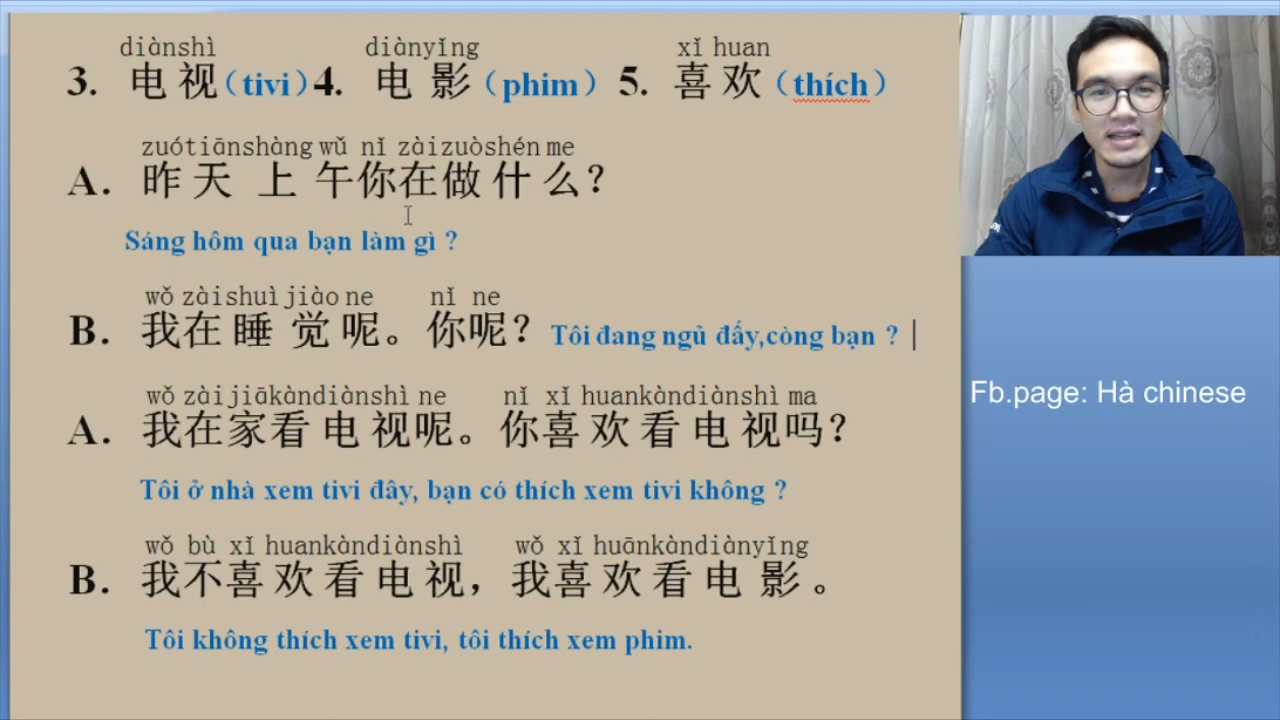 diànshì diànyǐng xǐ huan
3. 电视（tivi）4. 电影（phim）5. 喜欢（thích）
zuótiānshàng wǔ nǐ zàizuòshén me
A. 昨天上午你在做什么？
Sáng hôm qua bạn làm gì ?
wǒ zàishuì jiào ne nǐ ne
B. 我在睡觉呢。你呢？ Tôi đang ngủ đấy,còng bạn ?
wǒ zài jiākàndiànshì ne nǐ xǐ huankàndiànshì ma
A. 我在家看电视呢。你喜欢看电视吗？
Tôi ở nhà xem tivi đây, bạn có thích xem tivi không ?
wǒ bù xǐ huankàndiànshì wǒ xǐ huānkàndiànyǐng
B. 我不喜欢看电视，我喜欢看电影。
Tôi không thích xem tivi, tôi thích xem phim.
Fb.page: Hà chinese